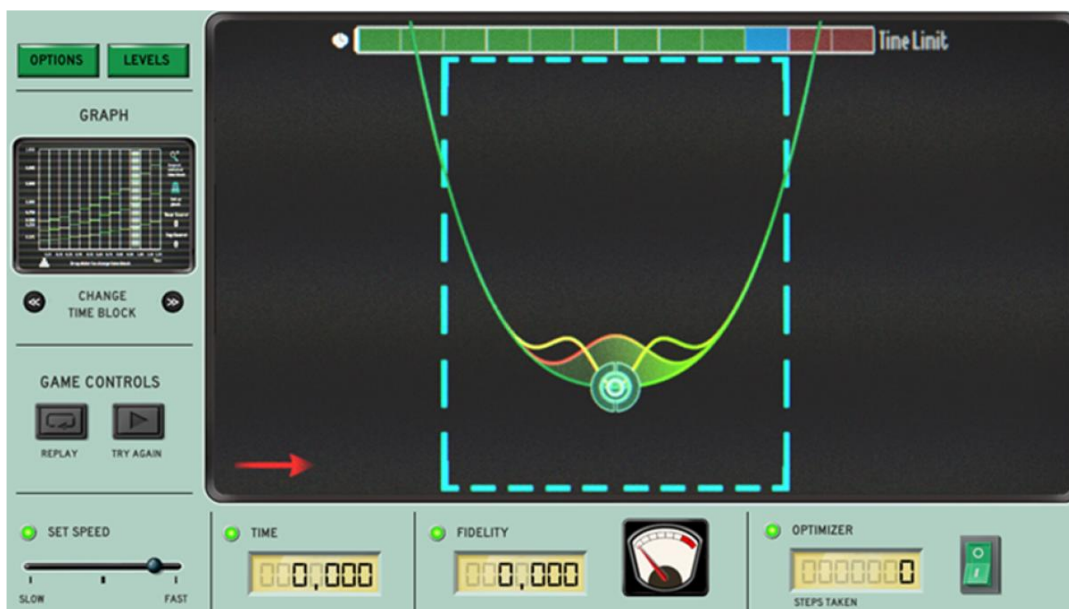 OPTIONS
LEVELS
Time Limit
GRAPH
CHANGE
TIME BLOCK
GAME CONTROLS
REPLAY
TRY AGAIN
SET SPEED
SLOW
FAST
TIME
0,000
FIDELITY
0,000
OPTIMIZER
0
STEPS TAKEN